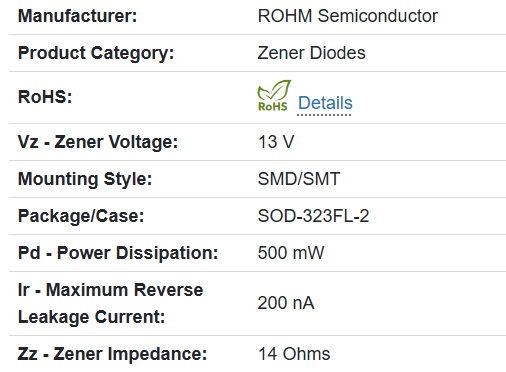 Manufacturer: ROHM Semiconductor
Product Category: Zener Diodes
RoHS: RoHS Details
Vz - Zener Voltage: 13 V
Mounting Style: SMD/SMT
Package/Case: SOD-323FL-2
Pd - Power Dissipation: 500 mW
Ir - Maximum Reverse
Leakage Current: 200 nA
Zz - Zener Impedance: 14 Ohms